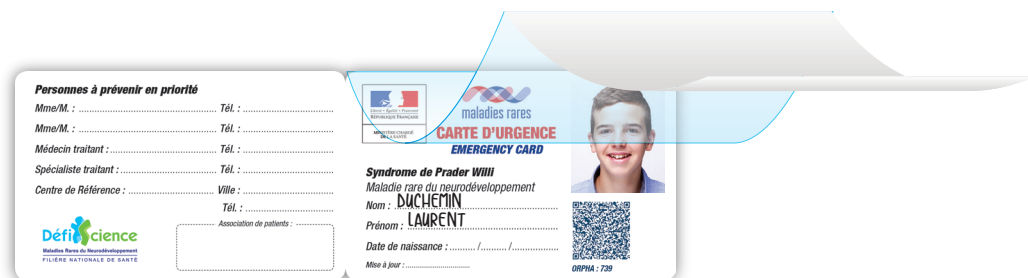 Personnes à prévenir en priorité
Mme/M. : ........................................ Tél. : ..........................
Mme/M. : ........................................ Tél. : ..........................
Médecin traitant : ............................... Tél. : ..........................
Spécialiste traitant : ............................ Tél. : ..........................
Centre de Référence : ......................... Ville : ..........................
Tél. : ..........................
Association de patients :
Défi Science
Maladies Rares du Neurodéveloppement
FILIÈRE NATIONALE DE SANTÉ
Liberté • Égalité • Fraternité
RÉPUBLIQUE FRANÇAISE
MINISTÈRE CHARGÉ
DE LA SANTÉ
maladies rares
CARTE D'URGENCE
EMERGENCY CARD
Syndrome de Prader Willi
Maladie rare du neurodéveloppement
Nom : DUCHEMIN
Prénom : LAURENT
Date de naissance : ......... /......... /................
Mise à jour : ..............................
ORPHA : 739